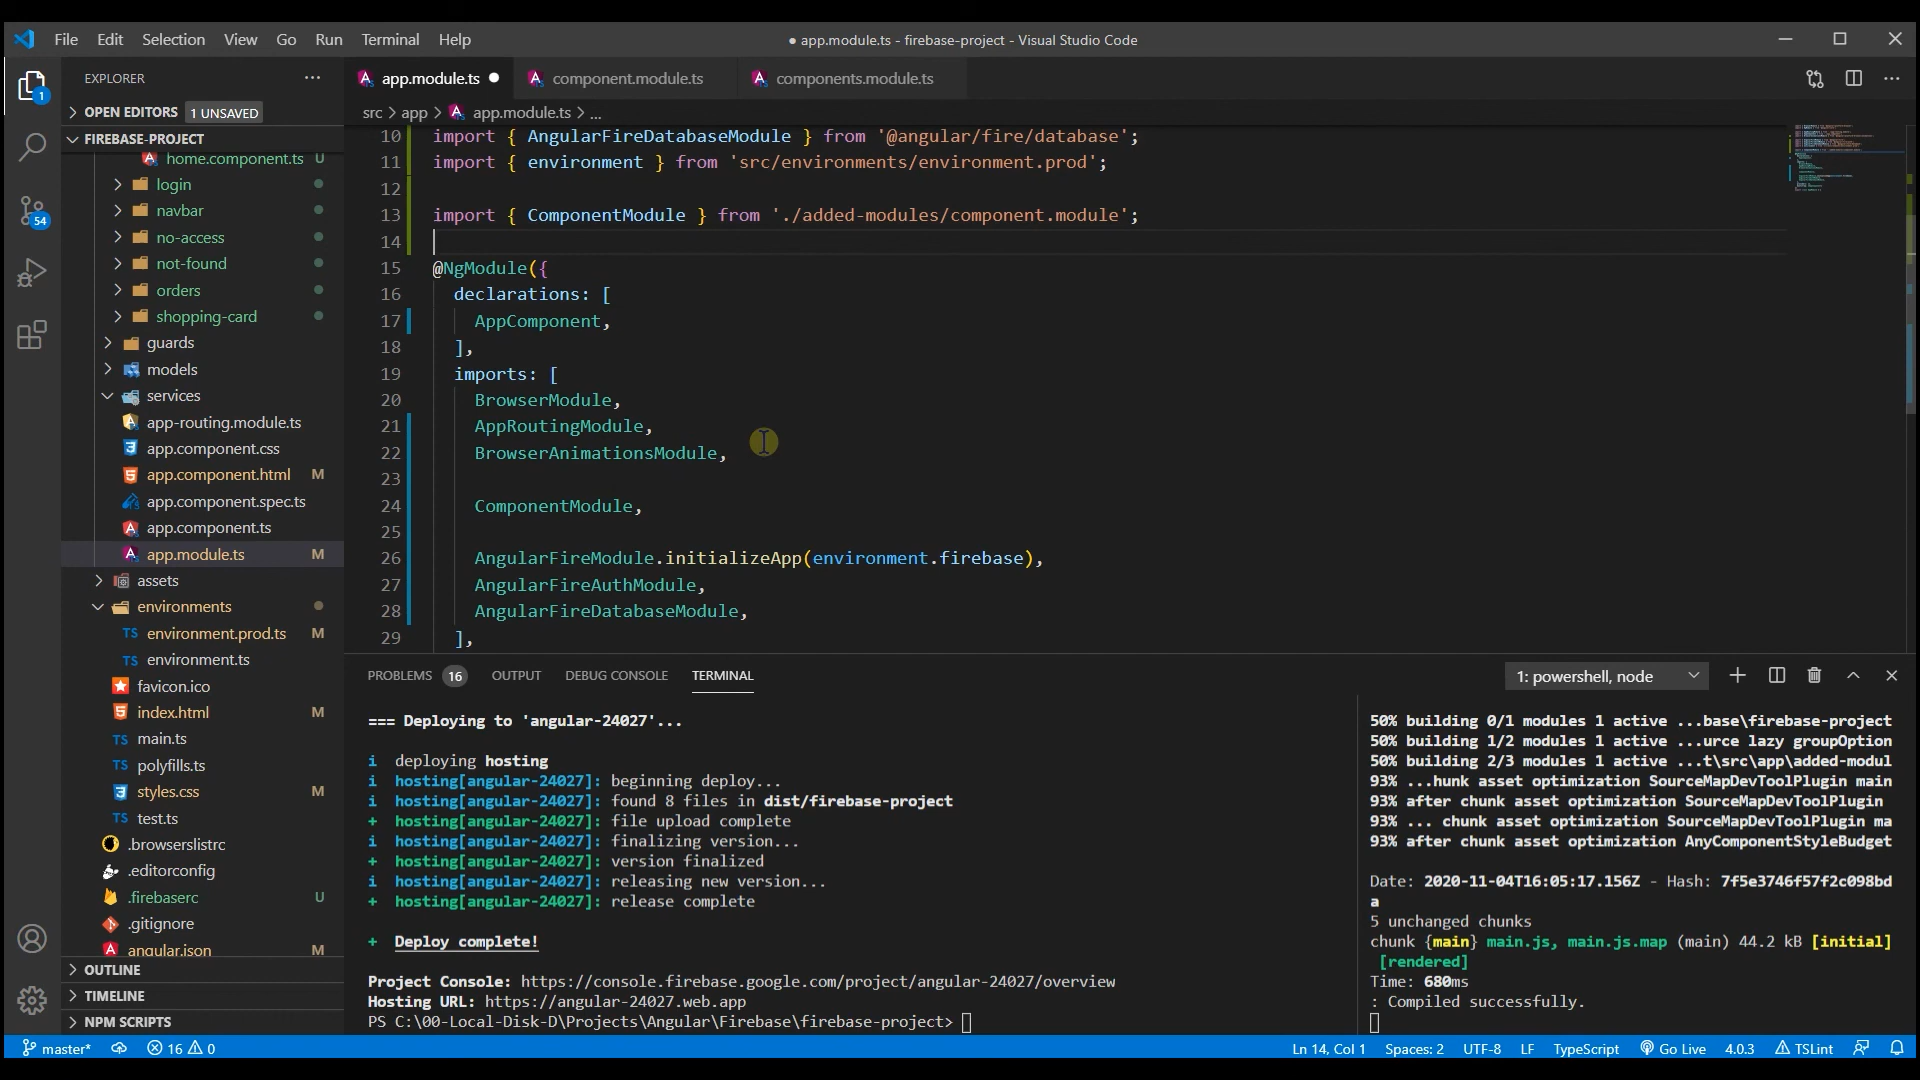 File Edit Selection View Go Run Terminal Help
● app.module.ts - firebase-project - Visual Studio Code
EXPLORER
OPEN EDITORS 1 UNSAVED
FIREBASE-PROJECT
home.component.ts U
login
navbar
no-access
not-found
orders
shopping-card
guards
models
services
app-routing.module.ts
app.component.css
app.component.html M
app.component.spec.ts
app.component.ts
app.module.ts M
assets
environments
environment.prod.ts M
environment.ts
favicon.ico
index.html M
main.ts
polyfills.ts
styles.css M
test.ts
.browserslistrc
.editorconfig
.firebaserc U
.gitignore
angular.json M
OUTLINE
TIMELINE
NPM SCRIPTS
1
54
app.module.ts ● component.module.ts components.module.ts
src > app > app.module.ts > ...
10 import { AngularFireDatabaseModule } from '@angular/fire/database';
11 import { environment } from 'src/environments/environment.prod';
12
13 import { ComponentModule } from './added-modules/component.module';
14
15 @NgModule({
16 declarations: [
17 AppComponent,
18 ],
19 imports: [
20 BrowserModule,
21 AppRoutingModule,
22 BrowserAnimationsModule,
23
24 ComponentModule,
25
26 AngularFireModule.initializeApp(environment.firebase),
27 AngularFireAuthModule,
28 AngularFireDatabaseModule,
29 ],
PROBLEMS 16 OUTPUT DEBUG CONSOLE TERMINAL 1: powershell, node
=== Deploying to 'angular-24027'...
i deploying hosting
i hosting[angular-24027]: beginning deploy...
i hosting[angular-24027]: found 8 files in dist/firebase-project
+ hosting[angular-24027]: file upload complete
i hosting[angular-24027]: finalizing version...
+ hosting[angular-24027]: version finalized
i hosting[angular-24027]: releasing new version...
+ hosting[angular-24027]: release complete
+ Deploy complete!
Project Console: https://console.firebase.google.com/project/angular-24027/overview
Hosting URL: https://angular-24027.web.app
PS C:\00-Local-Disk-D\Projects\Angular\Firebase\firebase-project>
50% building 0/1 modules 1 active ...base\firebase-project
50% building 1/2 modules 1 active ...urce lazy groupOption
50% building 2/3 modules 1 active ...t\src\app\added-modul
93% ...hunk asset optimization SourceMapDevToolPlugin main
93% after chunk asset optimization SourceMapDevToolPlugin
93% ... chunk asset optimization SourceMapDevToolPlugin ma
93% after chunk asset optimization AnyComponentStyleBudget
Date: 2020-11-04T16:05:17.156Z - Hash: 7f5e3746f57f2c098bd
a
5 unchanged chunks
chunk {main} main.js, main.js.map (main) 44.2 kB [initial]
[rendered]
Time: 680ms
: Compiled successfully.
master* 16 0 Ln 14, Col 1 Spaces: 2 UTF-8 LF TypeScript Go Live 4.0.3 TSLint